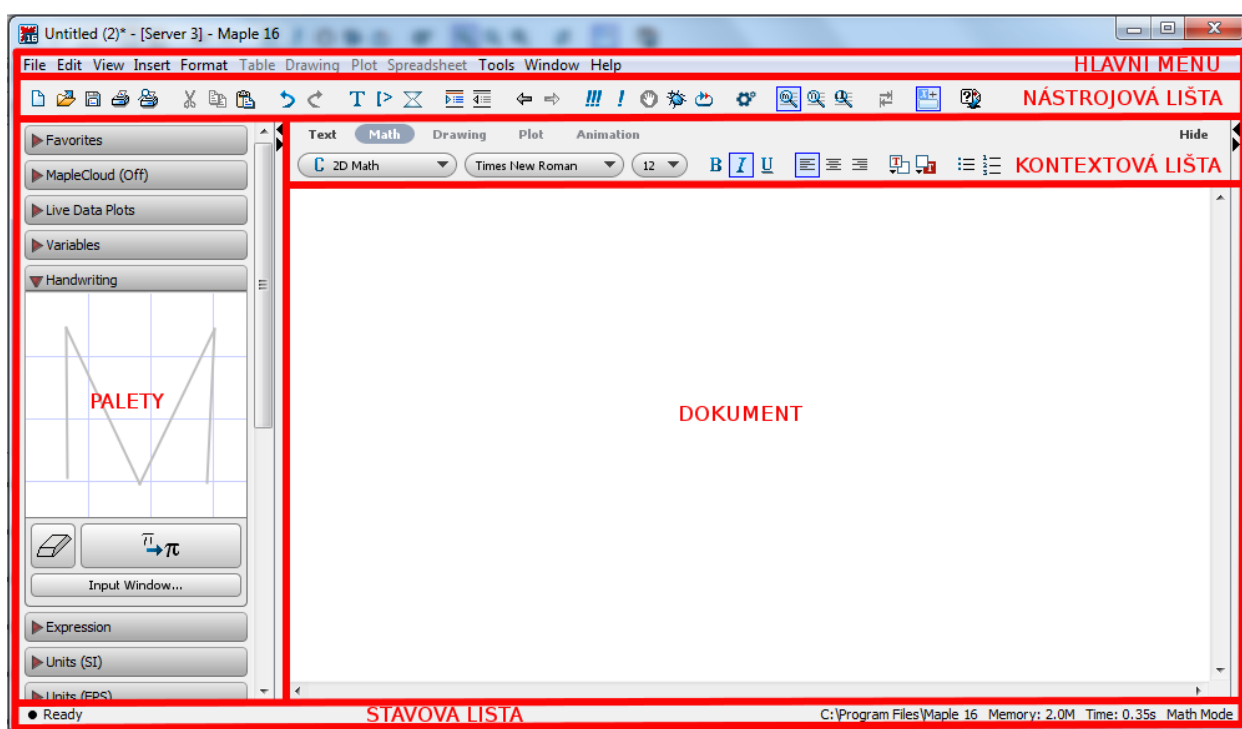 Untitled (2)* - [Server 3] - Maple 16
File Edit View Insert Format Table Drawing Plot Spreadsheet Tools Window Help HLAVNÍ MENU
NÁSTROJOVÁ LIŠTA
Favorites
MapleCloud (Off)
Live Data Plots
Variables
Handwriting
PALETY
Input Window...
Expression
Units (SI)
Units (FPS)
Text Math Drawing Plot Animation Hide
C 2D Math Times New Roman 12 B I U KONTEXTOVÁ LIŠTA
DOKUMENT
Ready STAVOVÁ LIŠTA C:\Program Files\Maple 16 Memory: 2.0M Time: 0.35s Math Mode